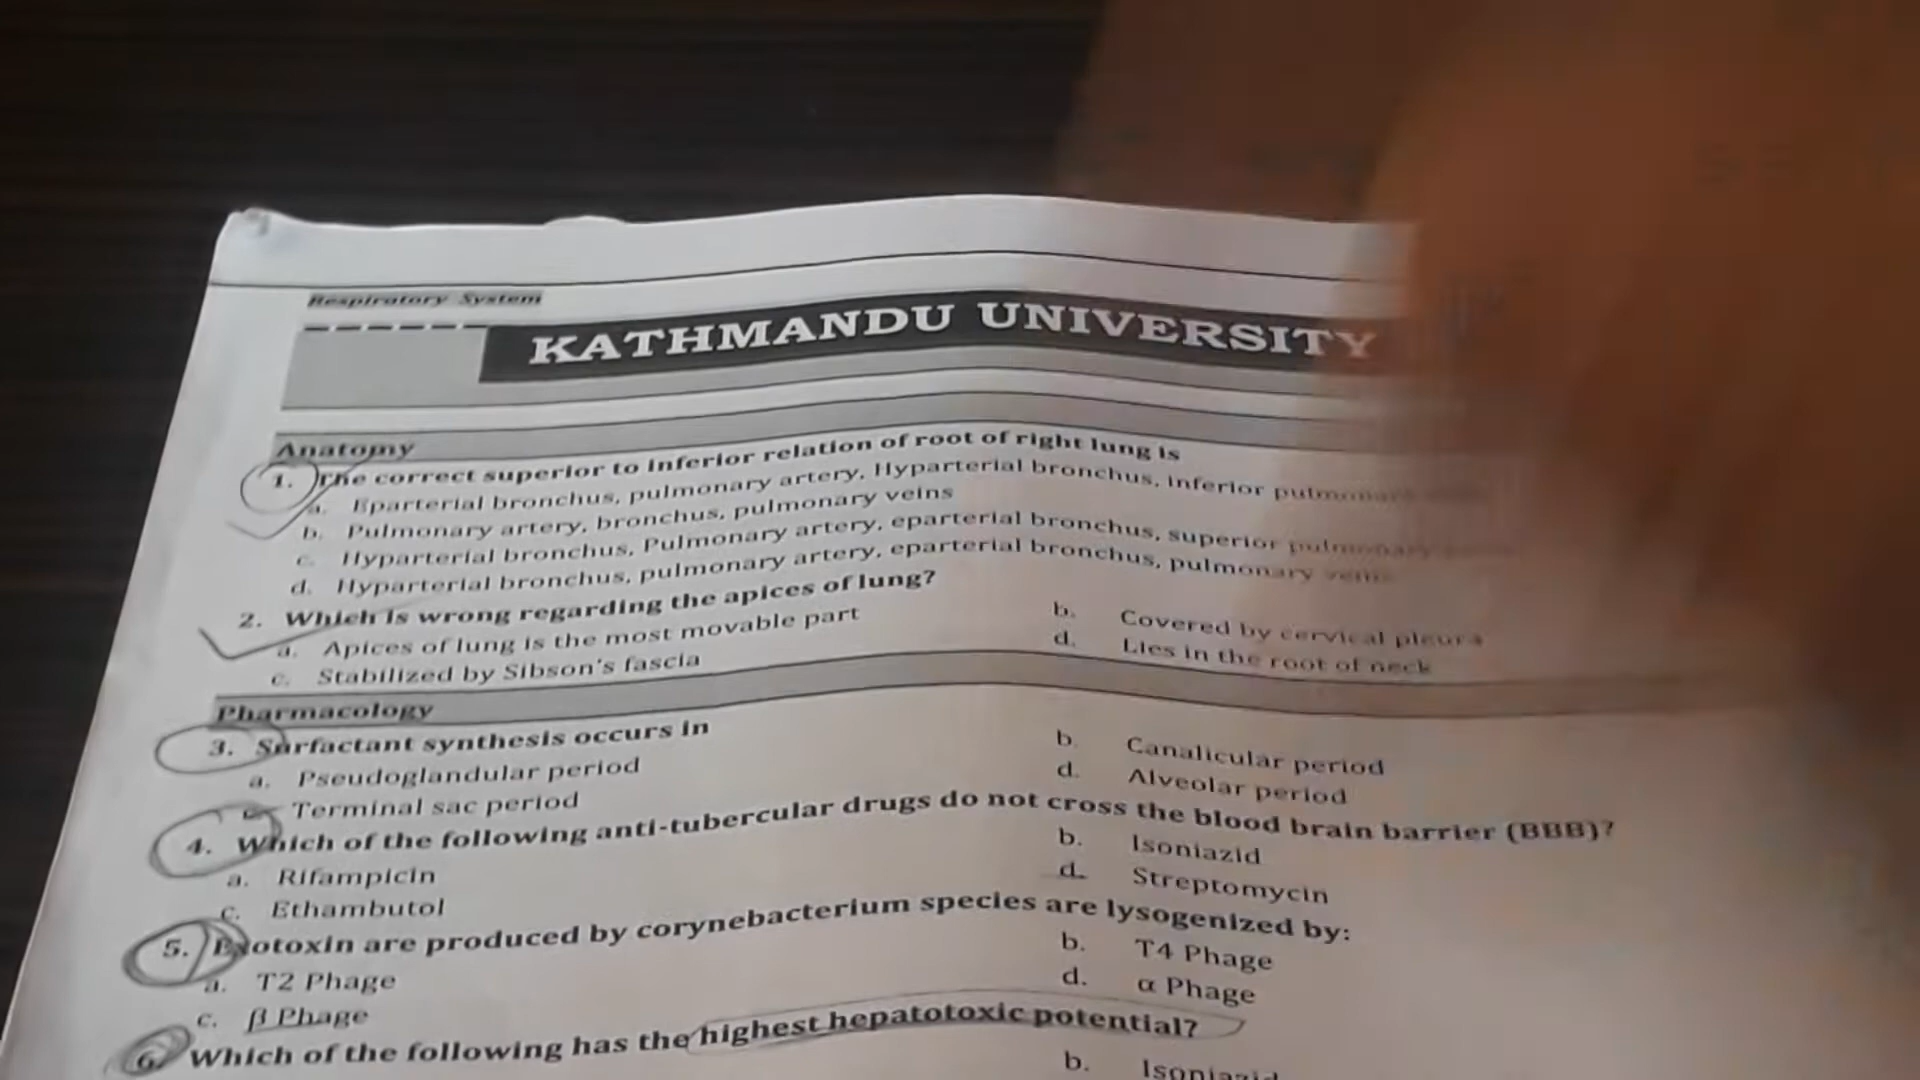 Respiratory System
KATHMANDU UNIVERSITY
Anatomy
1. The correct superior to inferior relation of root of right lung is
a. Eparterial bronchus, pulmonary artery, Hyparterial bronchus, inferior pulmonary
b. Pulmonary artery, bronchus, pulmonary veins
c. Hyparterial bronchus, Pulmonary artery, eparterial bronchus, superior pulmonary
d. Hyparterial bronchus, pulmonary artery, eparterial bronchus, pulmonary veins
2. Which is wrong regarding the apices of lung?
a. Apices of lung is the most movable part b. Covered by cervical pleura
c. Stabilized by Sibson's fascia d. Lies in the root of neck
Pharmacology
3. Surfactant synthesis occurs in
a. Pseudoglandular period b. Canalicular period
c. Terminal sac period d. Alveolar period
4. Which of the following anti-tubercular drugs do not cross the blood brain barrier (BBB)?
a. Rifampicin b. Isoniazid
c. Ethambutol d. Streptomycin
5. Exotoxin are produced by corynebacterium species are lysogenized by:
a. T2 Phage b. T4 Phage
c. β Phage d. α Phage
6. Which of the following has the highest hepatotoxic potential?
b. Isoniazid